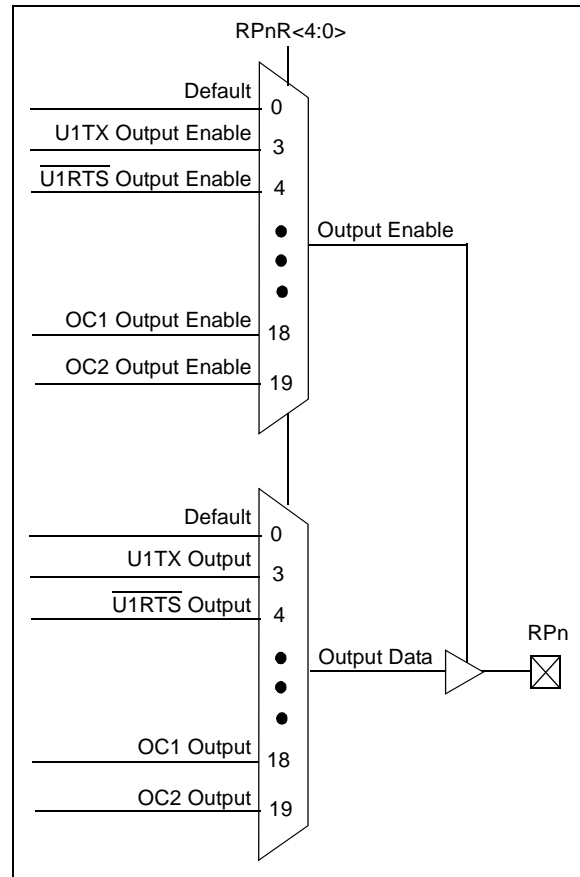 RPnR<4:0>
Default
0
U1TX Output Enable
3
U1RTS Output Enable
4
Output Enable
OC1 Output Enable
18
OC2 Output Enable
19
Default
0
U1TX Output
3
U1RTS Output
4
RPn
Output Data
OC1 Output
18
OC2 Output
19